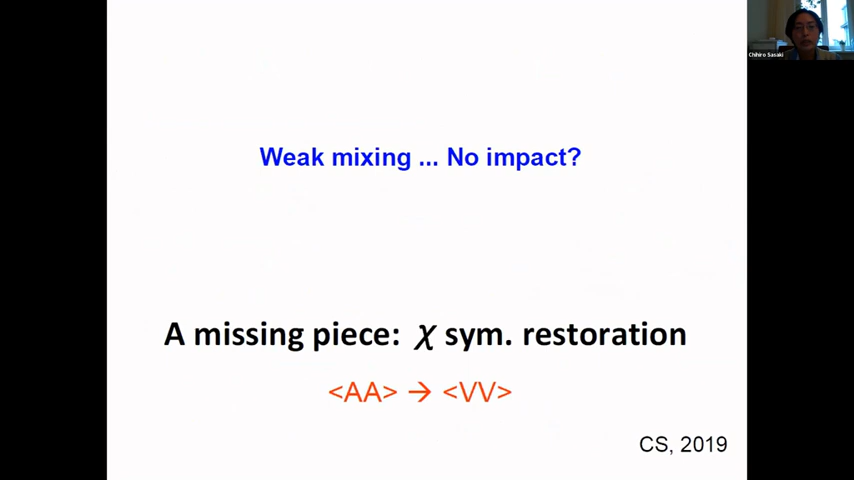 Chihiro Sasaki
Weak mixing ... No impact?
A missing piece: χ sym. restoration
<AA> → <VV>
CS, 2019